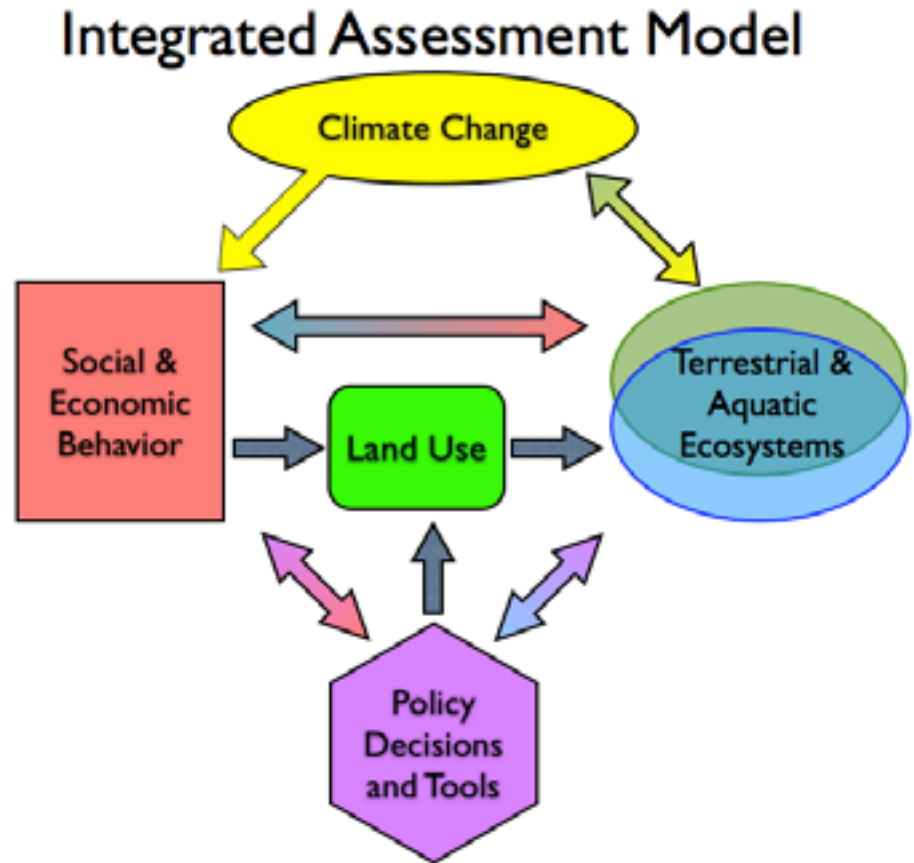 Integrated Assessment Model
Climate Change
Social &
Economic
Behavior
Land Use
Terrestrial &
Aquatic
Ecosystems
Policy
Decisions
and Tools